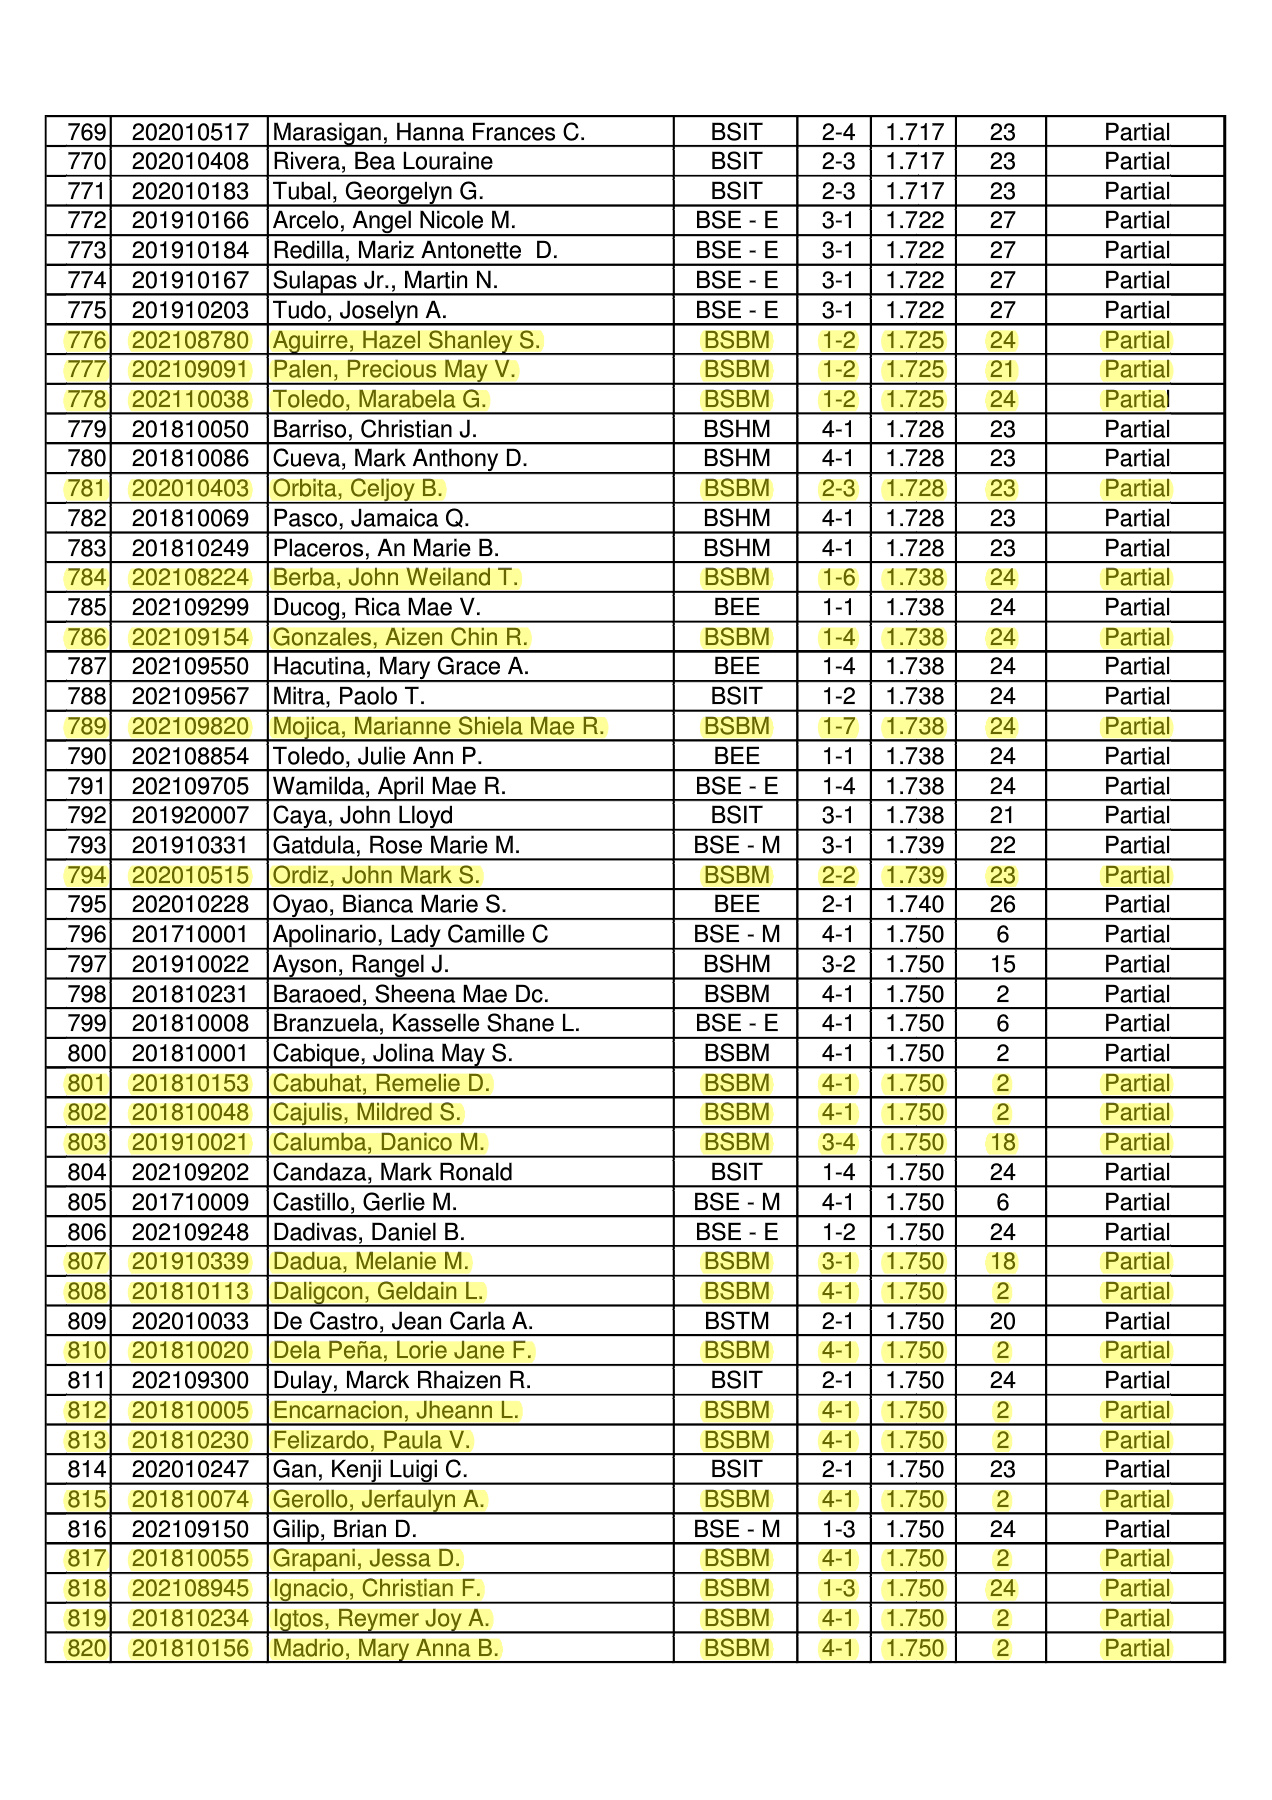 769 202010517 Marasigan, Hanna Frances C. BSIT 2-4 1.717 23 Partial
770 202010408 Rivera, Bea Louraine BSIT 2-3 1.717 23 Partial
771 202010183 Tubal, Georgelyn G. BSIT 2-3 1.717 23 Partial
772 201910166 Arcelo, Angel Nicole M. BSE - E 3-1 1.722 27 Partial
773 201910184 Redilla, Mariz Antonette  D. BSE - E 3-1 1.722 27 Partial
774 201910167 Sulapas Jr., Martin N. BSE - E 3-1 1.722 27 Partial
775 201910203 Tudo, Joselyn A. BSE - E 3-1 1.722 27 Partial
776 202108780 Aguirre, Hazel Shanley S. BSBM 1-2 1.725 24 Partial
777 202109091 Palen, Precious May V. BSBM 1-2 1.725 21 Partial
778 202110038 Toledo, Marabela G. BSBM 1-2 1.725 24 Partial
779 201810050 Barriso, Christian J. BSHM 4-1 1.728 23 Partial
780 201810086 Cueva, Mark Anthony D. BSHM 4-1 1.728 23 Partial
781 202010403 Orbita, Celjoy B. BSBM 2-3 1.728 23 Partial
782 201810069 Pasco, Jamaica Q. BSHM 4-1 1.728 23 Partial
783 201810249 Placeros, An Marie B. BSHM 4-1 1.728 23 Partial
784 202108224 Berba, John Weiland T. BSBM 1-6 1.738 24 Partial
785 202109299 Ducog, Rica Mae V. BEE 1-1 1.738 24 Partial
786 202109154 Gonzales, Aizen Chin R. BSBM 1-4 1.738 24 Partial
787 202109550 Hacutina, Mary Grace A. BEE 1-4 1.738 24 Partial
788 202109567 Mitra, Paolo T. BSIT 1-2 1.738 24 Partial
789 202109820 Mojica, Marianne Shiela Mae R. BSBM 1-7 1.738 24 Partial
790 202108854 Toledo, Julie Ann P. BEE 1-1 1.738 24 Partial
791 202109705 Wamilda, April Mae R. BSE - E 1-4 1.738 24 Partial
792 201920007 Caya, John Lloyd BSIT 3-1 1.738 21 Partial
793 201910331 Gatdula, Rose Marie M. BSE - M 3-1 1.739 22 Partial
794 202010515 Ordiz, John Mark S. BSBM 2-2 1.739 23 Partial
795 202010228 Oyao, Bianca Marie S. BEE 2-1 1.740 26 Partial
796 201710001 Apolinario, Lady Camille C BSE - M 4-1 1.750 6 Partial
797 201910022 Ayson, Rangel J. BSHM 3-2 1.750 15 Partial
798 201810231 Baraoed, Sheena Mae Dc. BSBM 4-1 1.750 2 Partial
799 201810008 Branzuela, Kasselle Shane L. BSE - E 4-1 1.750 6 Partial
800 201810001 Cabique, Jolina May S. BSBM 4-1 1.750 2 Partial
801 201810153 Cabuhat, Remelie D. BSBM 4-1 1.750 2 Partial
802 201810048 Cajulis, Mildred S. BSBM 4-1 1.750 2 Partial
803 201910021 Calumba, Danico M. BSBM 3-4 1.750 18 Partial
804 202109202 Candaza, Mark Ronald BSIT 1-4 1.750 24 Partial
805 201710009 Castillo, Gerlie M. BSE - M 4-1 1.750 6 Partial
806 202109248 Dadivas, Daniel B. BSE - E 1-2 1.750 24 Partial
807 201910339 Dadua, Melanie M. BSBM 3-1 1.750 18 Partial
808 201810113 Daligcon, Geldain L. BSBM 4-1 1.750 2 Partial
809 202010033 De Castro, Jean Carla A. BSTM 2-1 1.750 20 Partial
810 201810020 Dela Peña, Lorie Jane F. BSBM 4-1 1.750 2 Partial
811 202109300 Dulay, Marck Rhaizen R. BSIT 2-1 1.750 24 Partial
812 201810005 Encarnacion, Jheann L. BSBM 4-1 1.750 2 Partial
813 201810230 Felizardo, Paula V. BSBM 4-1 1.750 2 Partial
814 202010247 Gan, Kenji Luigi C. BSIT 2-1 1.750 23 Partial
815 201810074 Gerollo, Jerfaulyn A. BSBM 4-1 1.750 2 Partial
816 202109150 Gilip, Brian D. BSE - M 1-3 1.750 24 Partial
817 201810055 Grapani, Jessa D. BSBM 4-1 1.750 2 Partial
818 202108945 Ignacio, Christian F. BSBM 1-3 1.750 24 Partial
819 201810234 Igtos, Reymer Joy A. BSBM 4-1 1.750 2 Partial
820 201810156 Madrio, Mary Anna B. BSBM 4-1 1.750 2 Partial